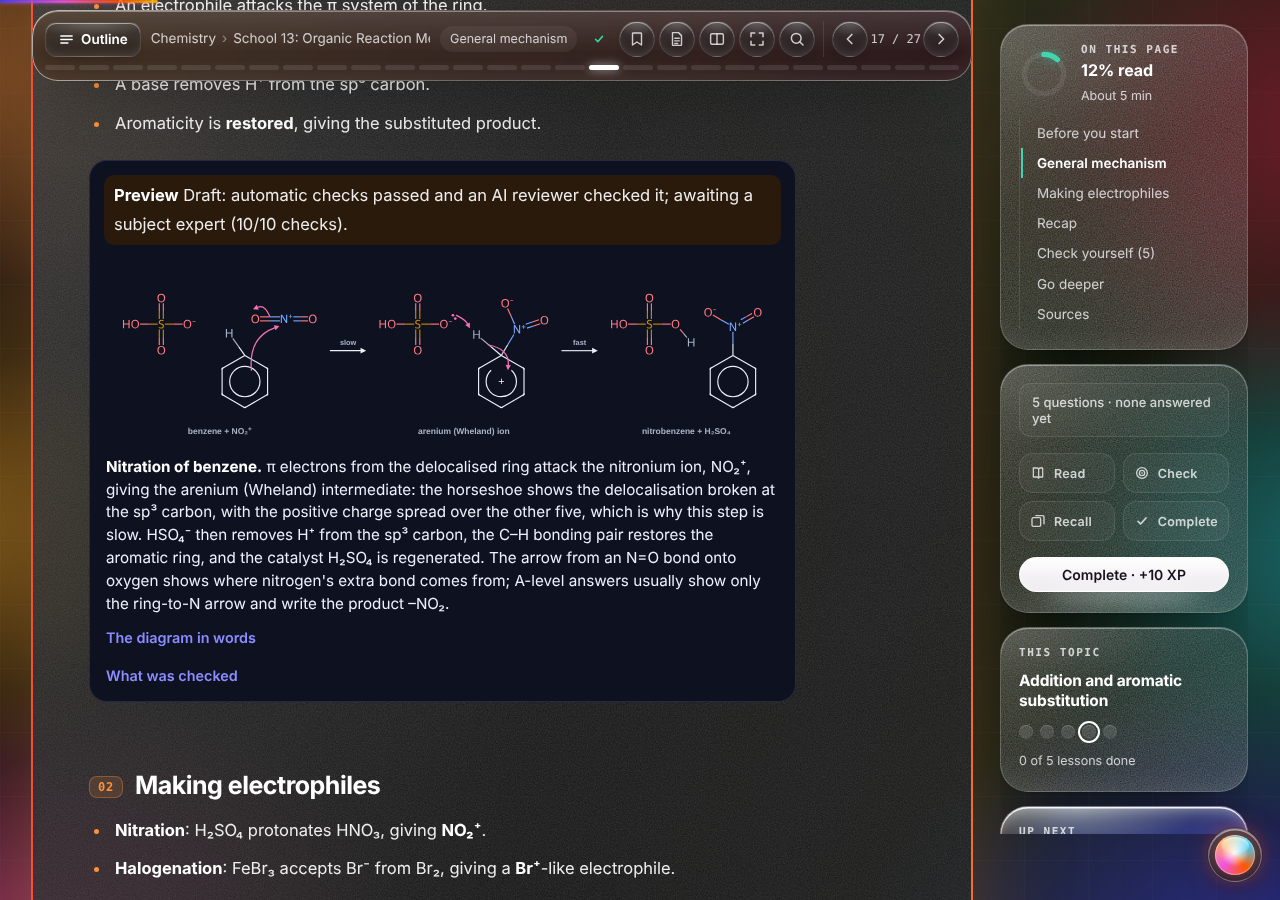 An electrophile attacks the π system of the ring.
Outline
Chemistry › School 13: Organic Reaction Me
General mechanism
17 / 27
A base removes H⁺ from the sp³ carbon.
Aromaticity is restored, giving the substituted product.
Preview Draft: automatic checks passed and an AI reviewer checked it; awaiting a
subject expert (10/10 checks).
O
HO S O⁻
O
H
O N⁺ O
benzene + NO₂⁺
slow
O
HO S O⁻
O
H
O⁻
N⁺ O
+
arenium (Wheland) ion
fast
O
HO S O
O
H
O⁻ O
N⁺
nitrobenzene + H₂SO₄
Nitration of benzene. π electrons from the delocalised ring attack the nitronium ion, NO₂⁺,
giving the arenium (Wheland) intermediate: the horseshoe shows the delocalisation broken at
the sp³ carbon, with the positive charge spread over the other five, which is why this step is
slow. HSO₄⁻ then removes H⁺ from the sp³ carbon, the C–H bonding pair restores the
aromatic ring, and the catalyst H₂SO₄ is regenerated. The arrow from an N=O bond onto
oxygen shows where nitrogen's extra bond comes from; A-level answers usually show only
the ring-to-N arrow and write the product –NO₂.
The diagram in words
What was checked
02 Making electrophiles
Nitration: H₂SO₄ protonates HNO₃, giving NO₂⁺.
Halogenation: FeBr₃ accepts Br⁻ from Br₂, giving a Br⁺-like electrophile.
ON THIS PAGE
12% read
About 5 min
Before you start
General mechanism
Making electrophiles
Recap
Check yourself (5)
Go deeper
Sources
5 questions · none answered
yet
Read
Check
Recall
Complete
Complete · +10 XP
THIS TOPIC
Addition and aromatic
substitution
0 of 5 lessons done
UP NEXT